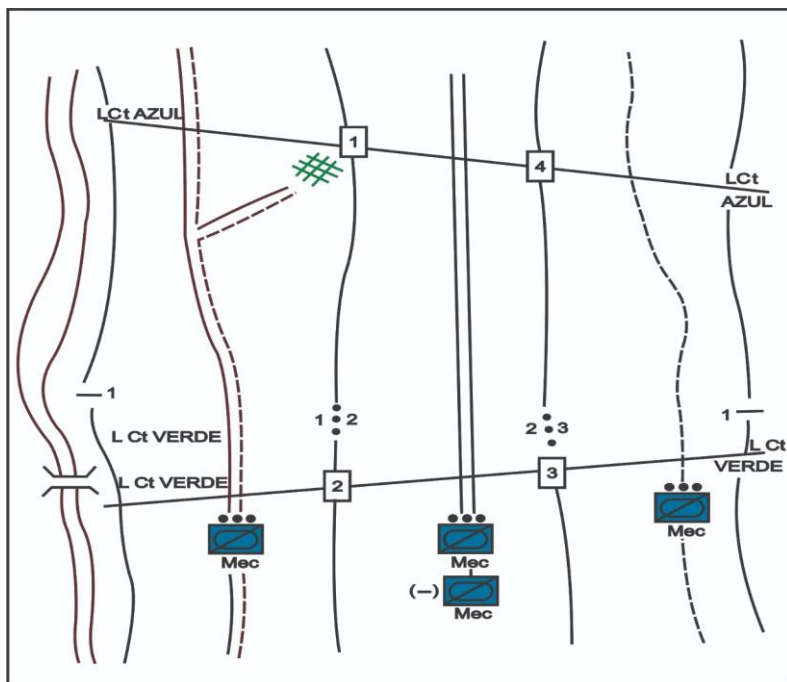 LCt AZUL
1
4
LCt
AZUL
1
1 2
2 3
1
L Ct VERDE
L Ct
VERDE
L Ct VERDE
2
3
Mec
Mec
Mec
(–)
Mec